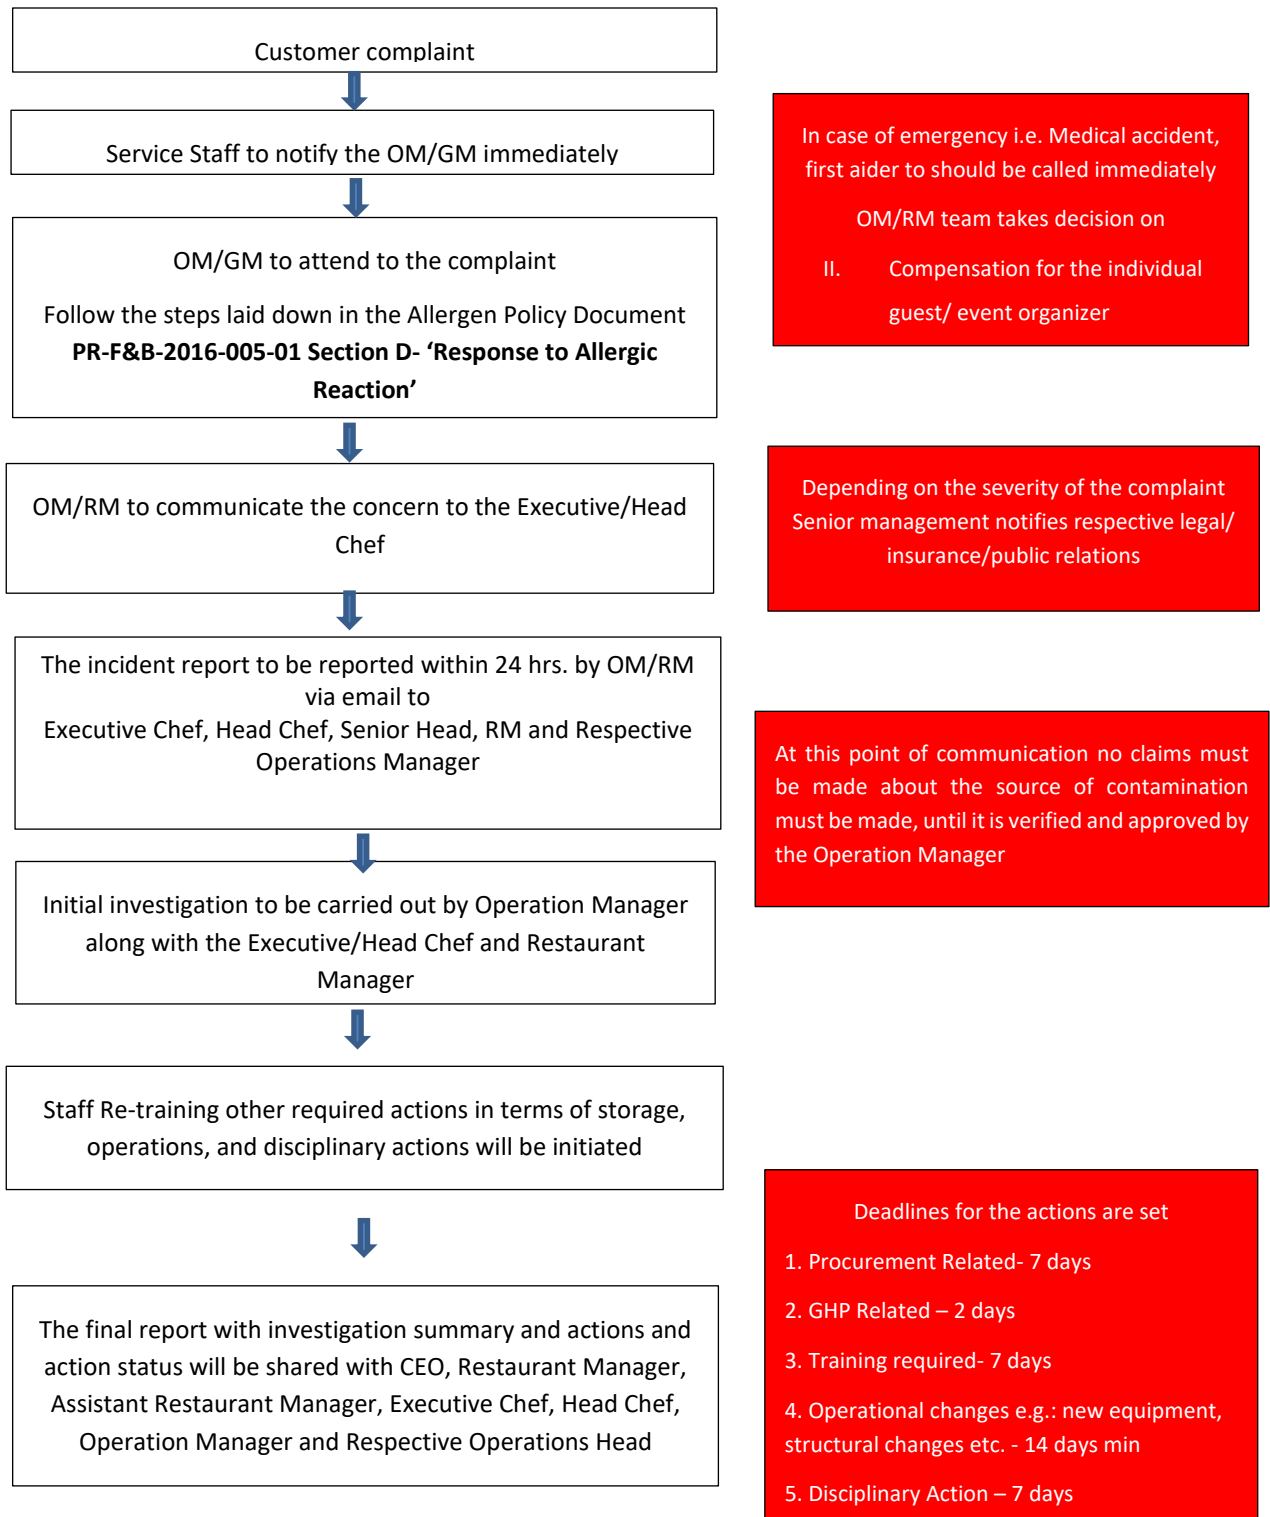 Customer complaint
Service Staff to notify the OM/GM immediately
OM/GM to attend to the complaint
Follow the steps laid down in the Allergen Policy Document
PR-F&B-2016-005-01 Section D- ‘Response to Allergic
Reaction’
OM/RM to communicate the concern to the Executive/Head
Chef
The incident report to be reported within 24 hrs. by OM/RM
via email to
Executive Chef, Head Chef, Senior Head, RM and Respective
Operations Manager
Initial investigation to be carried out by Operation Manager
along with the Executive/Head Chef and Restaurant
Manager
Staff Re-training other required actions in terms of storage,
operations, and disciplinary actions will be initiated
The final report with investigation summary and actions and
action status will be shared with CEO, Restaurant Manager,
Assistant Restaurant Manager, Executive Chef, Head Chef,
Operation Manager and Respective Operations Head
In case of emergency i.e. Medical accident,
first aider to should be called immediately
OM/RM team takes decision on
II. Compensation for the individual
guest/ event organizer
Depending on the severity of the complaint
Senior management notifies respective legal/
insurance/public relations
At this point of communication no claims must
be made about the source of contamination
must be made, until it is verified and approved by
the Operation Manager
Deadlines for the actions are set
1. Procurement Related- 7 days
2. GHP Related – 2 days
3. Training required- 7 days
4. Operational changes e.g.: new equipment,
structural changes etc. - 14 days min
5. Disciplinary Action – 7 days